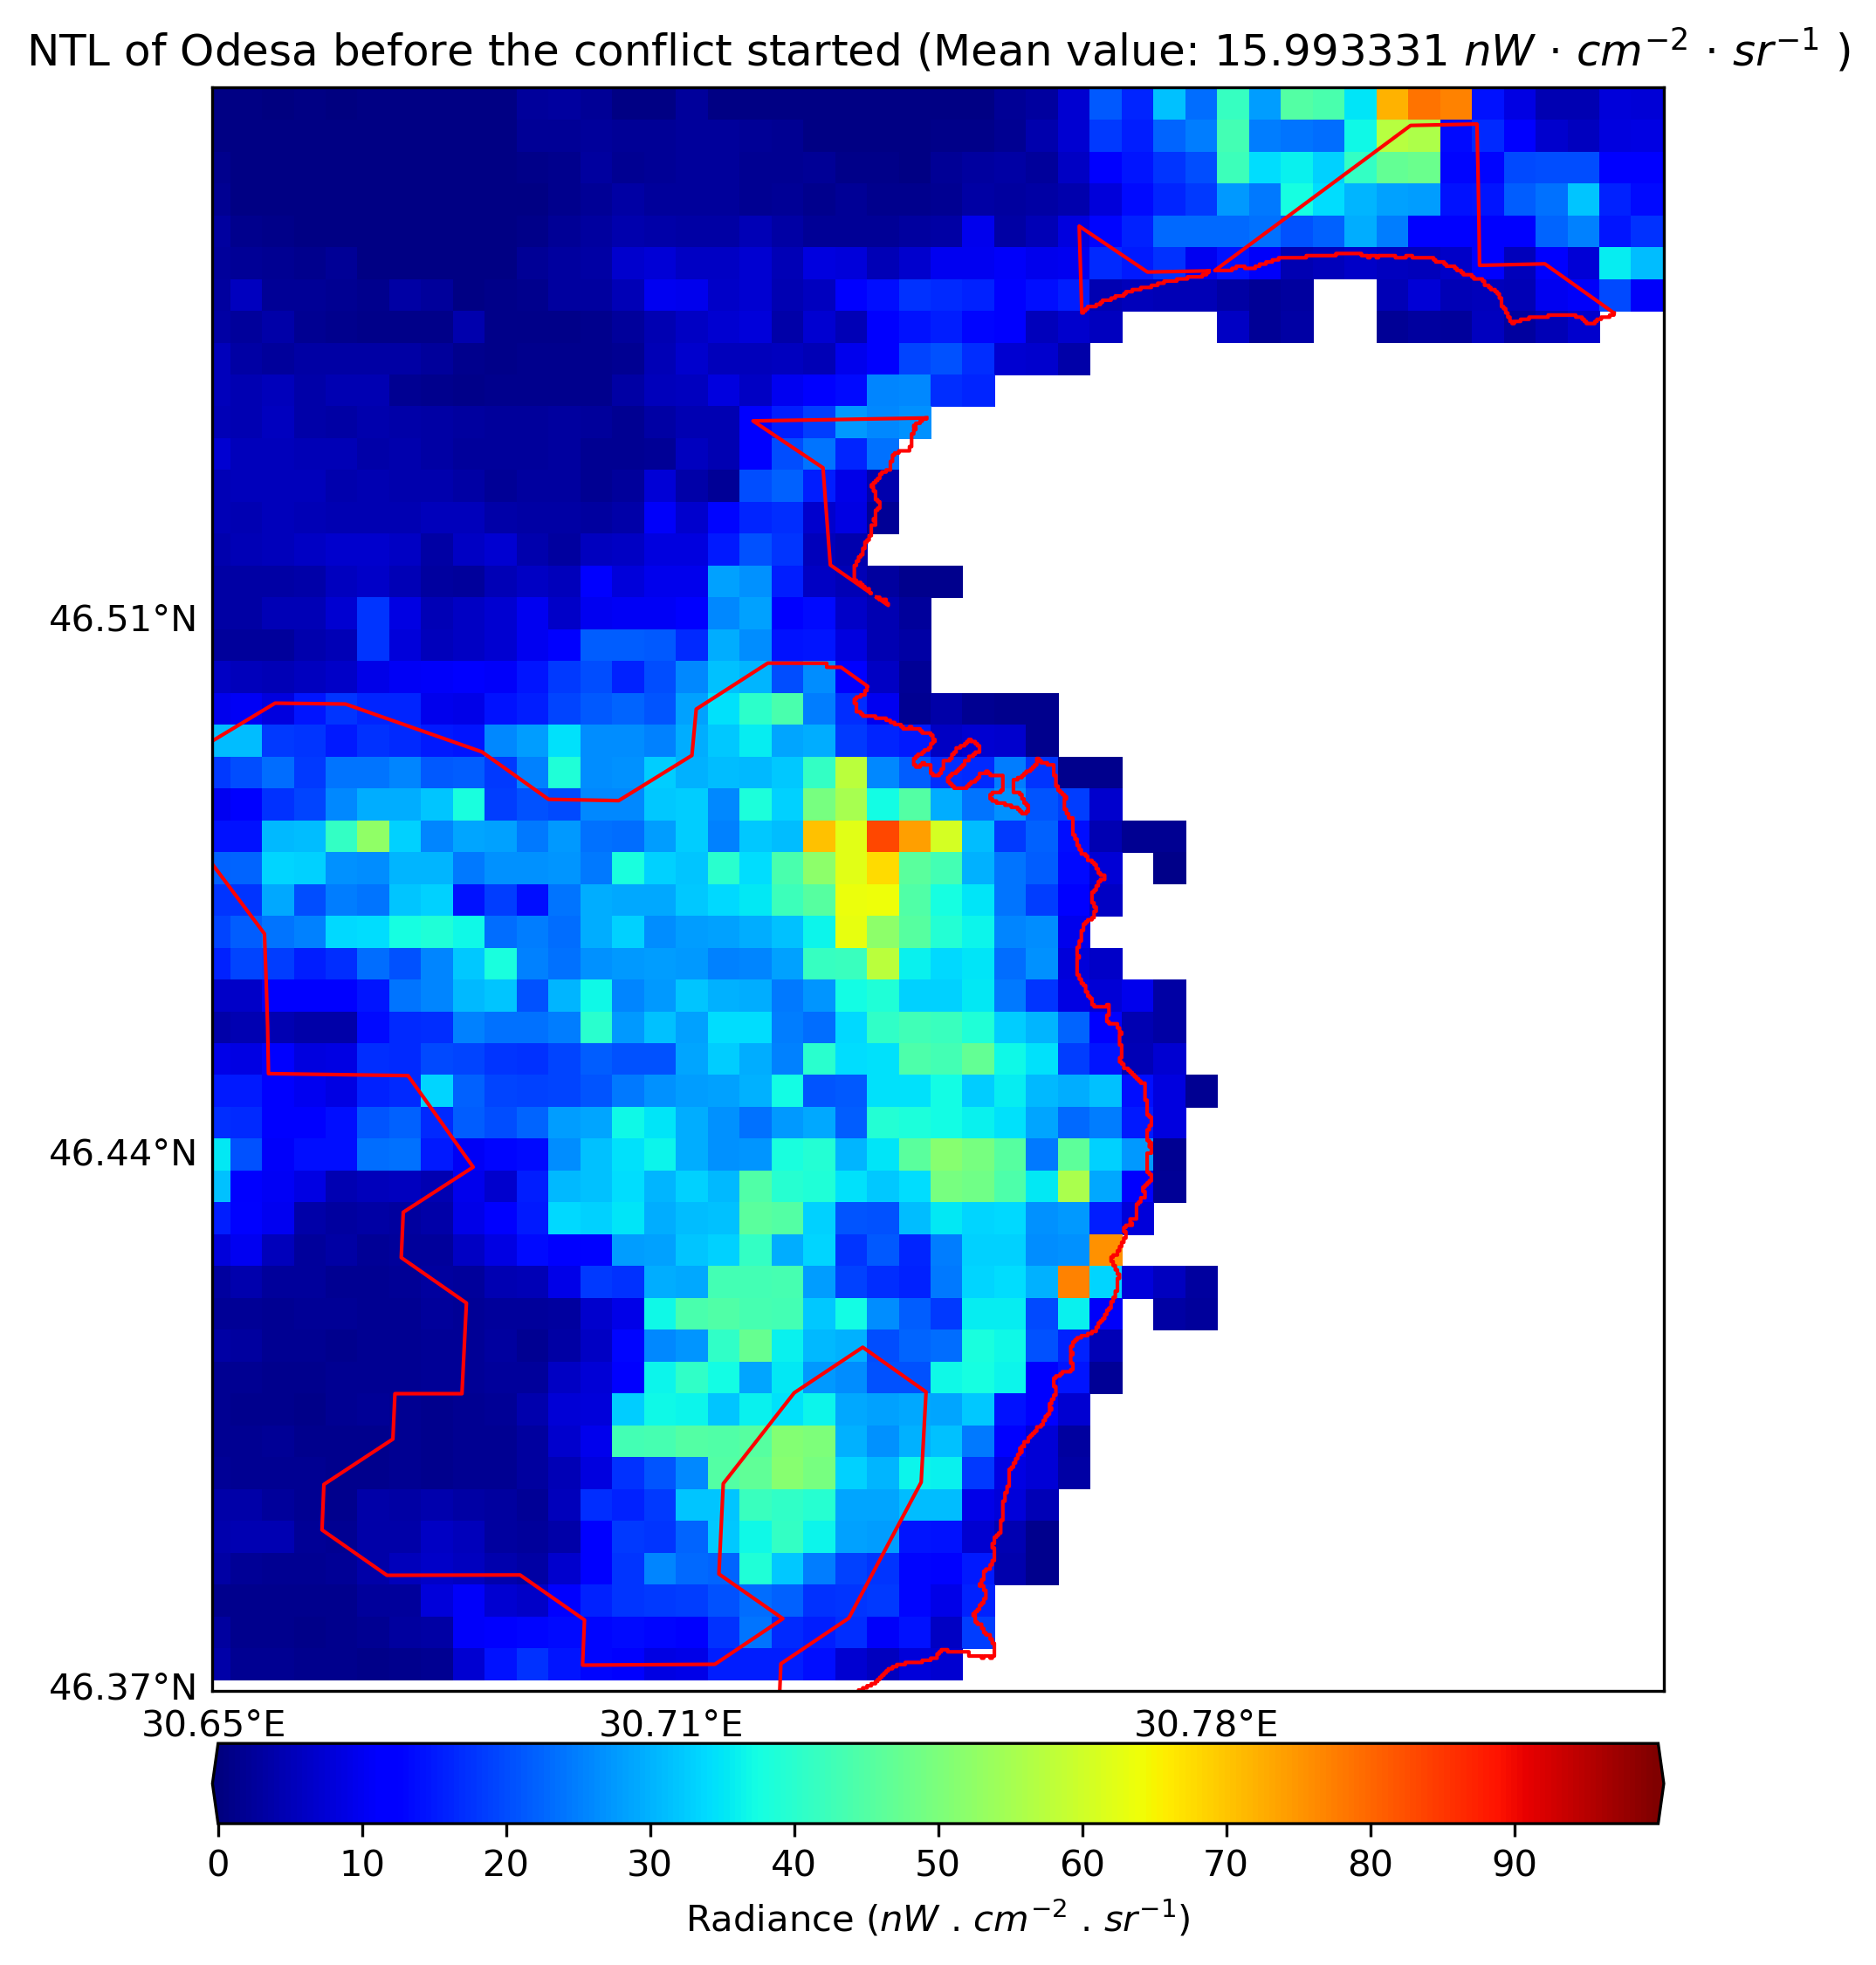 NTL of Odesa before the conflict started (Mean value: 15.993331 nW · cm⁻² · sr⁻¹ )
46.51°N
46.44°N
46.37°N
30.65°E 30.71°E 30.78°E
0 10 20 30 40 50 60 70 80 90
Radiance (nW . cm⁻² . sr⁻¹)